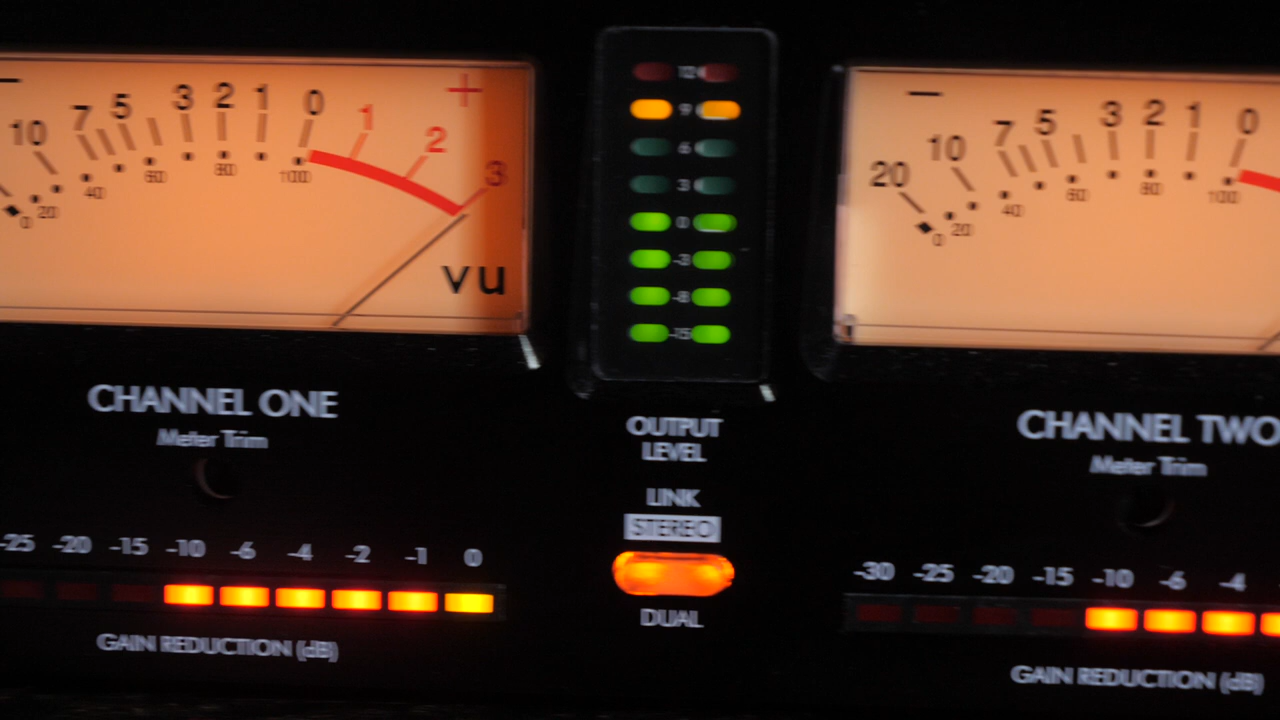 − 10 7 5 3 2 1 0 1 2 3 +
0 20 40 60 80 100
VU
12
9
6
3
0
-3
-8
-15
− 20 10 7 5 3 2 1 0
0 20 40 60 80 100
CHANNEL ONE
Meter Trim
-25 -20 -15 -10 -6 -4 -2 -1 0
GAIN REDUCTION (dB)
OUTPUT
LEVEL
LINK
STEREO
DUAL
CHANNEL TWO
Meter Trim
-30 -25 -20 -15 -10 -6 -4
GAIN REDUCTION (dB)